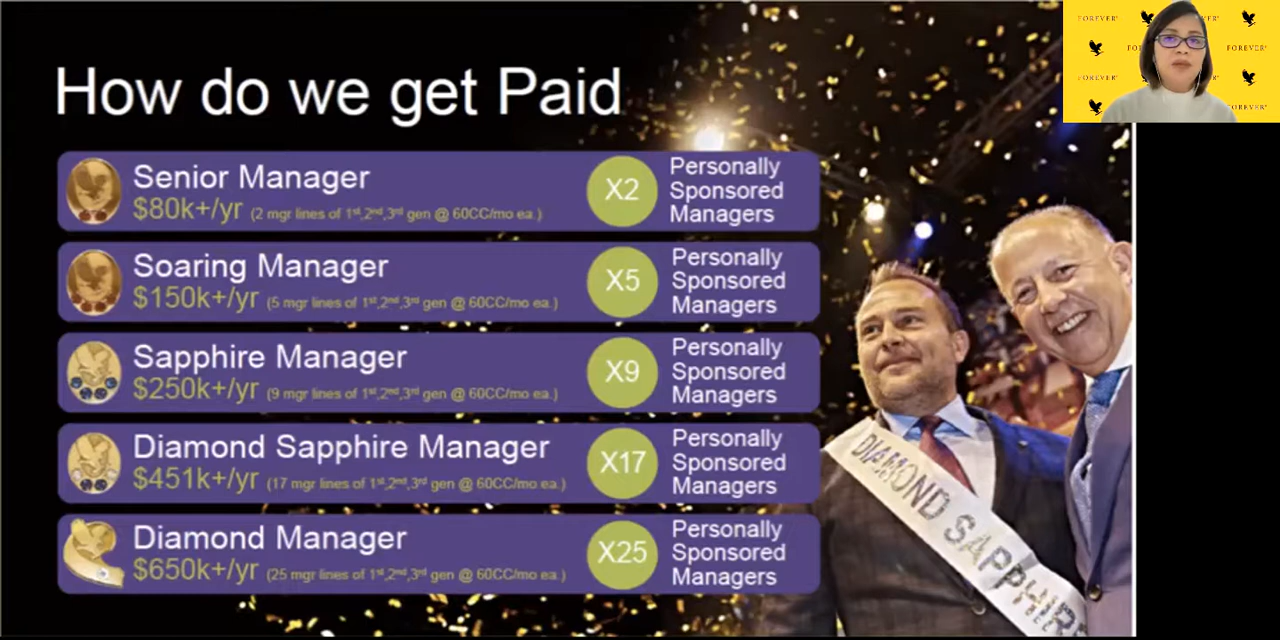 How do we get Paid
Senior Manager
$80k+/yr (2 mgr lines of 1st,2nd,3rd gen @ 60CC/mo ea.)
X2
Personally
Sponsored
Managers
Soaring Manager
$150k+/yr (5 mgr lines of 1st,2nd,3rd gen @ 60CC/mo ea.)
X5
Personally
Sponsored
Managers
Sapphire Manager
$250k+/yr (9 mgr lines of 1st,2nd,3rd gen @ 60CC/mo ea.)
X9
Personally
Sponsored
Managers
Diamond Sapphire Manager
$451k+/yr (17 mgr lines of 1st,2nd,3rd gen @ 60CC/mo ea.)
X17
Personally
Sponsored
Managers
Diamond Manager
$650k+/yr (25 mgr lines of 1st,2nd,3rd gen @ 60CC/mo ea.)
X25
Personally
Sponsored
Managers
DIAMOND SAPPHIR
FOREVER
FOREVER
FOREVER
FOREVER
FOREVER